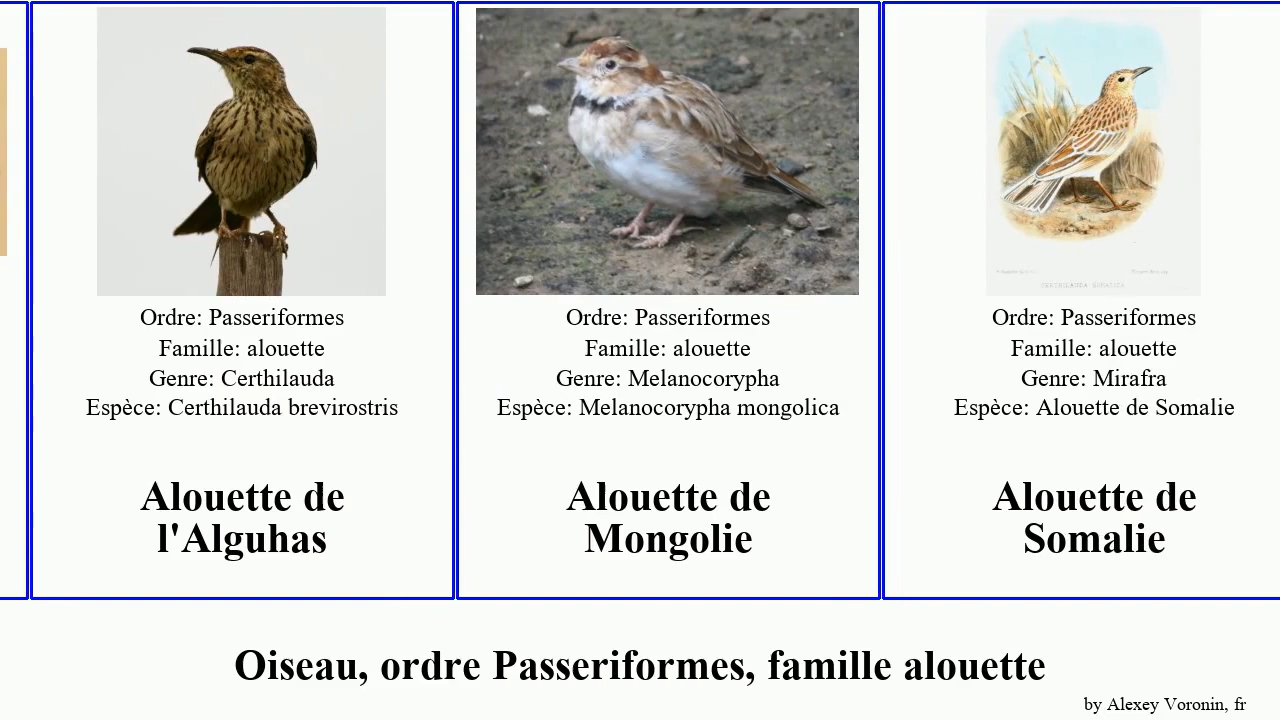 Ordre: Passeriformes
Famille: alouette
Genre: Certhilauda
Espèce: Certhilauda brevirostris
Alouette de
l'Alguhas
Ordre: Passeriformes
Famille: alouette
Genre: Melanocorypha
Espèce: Melanocorypha mongolica
Alouette de
Mongolie
CERTHILAUDA SOMALICA
Ordre: Passeriformes
Famille: alouette
Genre: Mirafra
Espèce: Alouette de Somalie
Alouette de
Somalie
Oiseau, ordre Passeriformes, famille alouette
by Alexey Voronin, fr